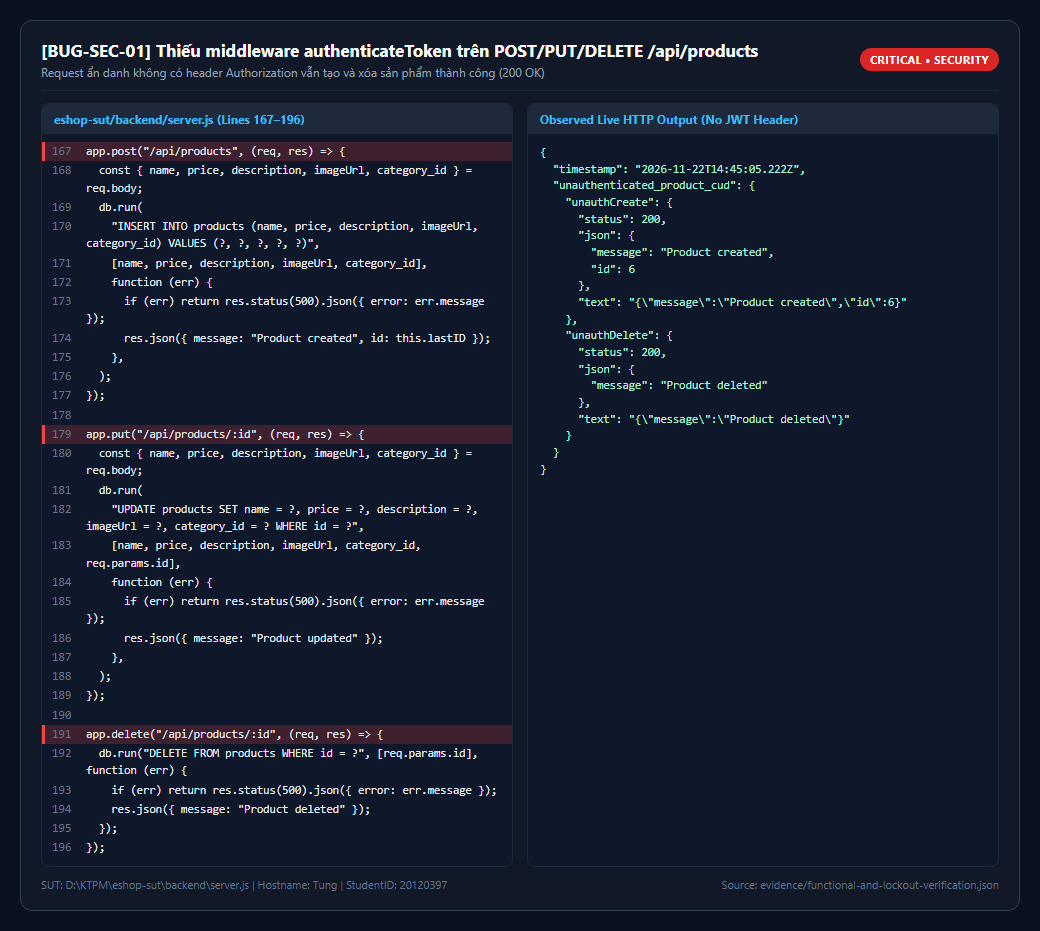 [BUG-SEC-01] Thiếu middleware authenticateToken trên POST/PUT/DELETE /api/products
Request ẩn danh không có header Authorization vẫn tạo và xóa sản phẩm thành công (200 OK)
CRITICAL • SECURITY
eshop-sut/backend/server.js (Lines 167–196)
167 app.post("/api/products", (req, res) => {
168   const { name, price, description, imageUrl, category_id } =
req.body;
169   db.run(
170     "INSERT INTO products (name, price, description, imageUrl,
category_id) VALUES (?, ?, ?, ?, ?)",
171     [name, price, description, imageUrl, category_id],
172     function (err) {
173       if (err) return res.status(500).json({ error: err.message
});
174       res.json({ message: "Product created", id: this.lastID });
175     },
176   );
177 });
178
179 app.put("/api/products/:id", (req, res) => {
180   const { name, price, description, imageUrl, category_id } =
req.body;
181   db.run(
182     "UPDATE products SET name = ?, price = ?, description = ?,
imageUrl = ?, category_id = ? WHERE id = ?",
183     [name, price, description, imageUrl, category_id,
req.params.id],
184     function (err) {
185       if (err) return res.status(500).json({ error: err.message
});
186       res.json({ message: "Product updated" });
187     },
188   );
189 });
190
191 app.delete("/api/products/:id", (req, res) => {
192   db.run("DELETE FROM products WHERE id = ?", [req.params.id],
function (err) {
193     if (err) return res.status(500).json({ error: err.message });
194     res.json({ message: "Product deleted" });
195   });
196 });
Observed Live HTTP Output (No JWT Header)
{
  "timestamp": "2026-11-22T14:45:05.222Z",
  "unauthenticated_product_cud": {
    "unauthCreate": {
      "status": 200,
      "json": {
        "message": "Product created",
        "id": 6
      },
      "text": "{\"message\":\"Product created\",\"id\":6}"
    },
    "unauthDelete": {
      "status": 200,
      "json": {
        "message": "Product deleted"
      },
      "text": "{\"message\":\"Product deleted\"}"
    }
  }
}
SUT: D:\KTPM\eshop-sut\backend\server.js | Hostname: Tung | StudentID: 20120397
Source: evidence/functional-and-lockout-verification.json